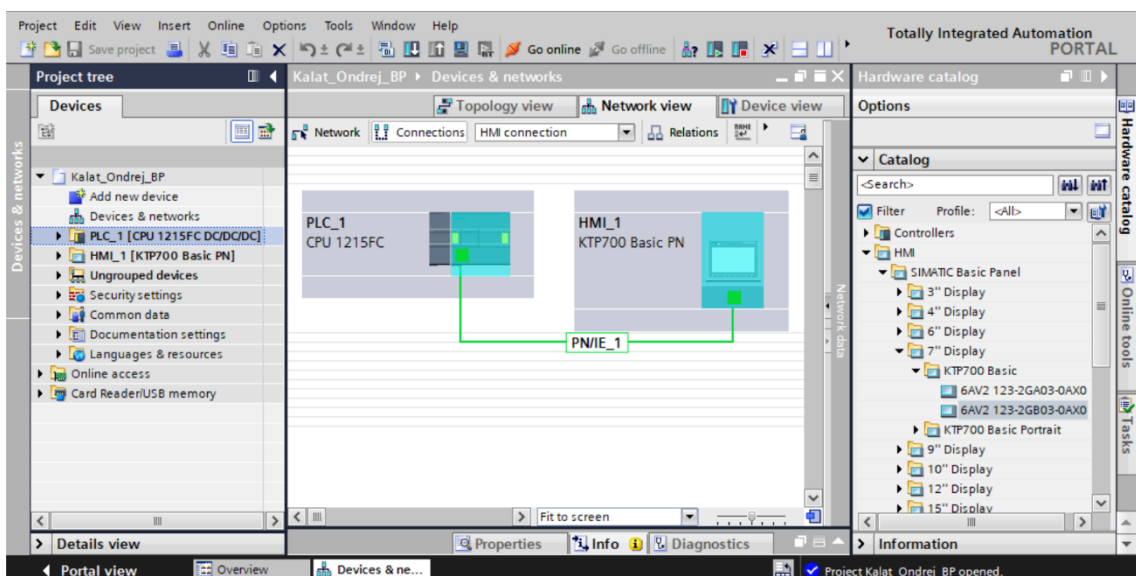 Project Edit View Insert Online Options Tools Window Help
Totally Integrated Automation
PORTAL
Save project Go online Go offline
Project tree
Kalat_Ondrej_BP Devices & networks
Hardware catalog
Devices
Topology view Network view Device view
Options
Network Connections HMI connection Relations
Devices & networks
Kalat_Ondrej_BP
Add new device
Devices & networks
PLC_1 [CPU 1215FC DC/DC/DC]
HMI_1 [KTP700 Basic PN]
Ungrouped devices
Security settings
Common data
Documentation settings
Languages & resources
Online access
Card Reader/USB memory
PLC_1
CPU 1215FC
HMI_1
KTP700 Basic PN
PN/IE_1
Network data
Catalog
<Search>
Filter Profile: <All>
Controllers
HMI
SIMATIC Basic Panel
3" Display
4" Display
6" Display
7" Display
KTP700 Basic
6AV2 123-2GA03-0AX0
6AV2 123-2GB03-0AX0
KTP700 Basic Portrait
9" Display
10" Display
12" Display
15" Display
Hardware catalog
Online tools
Tasks
Fit to screen
Details view
Properties Info Diagnostics
Information
Portal view Overview Devices & ne...
Project Kalat_Ondrej_BP opened.